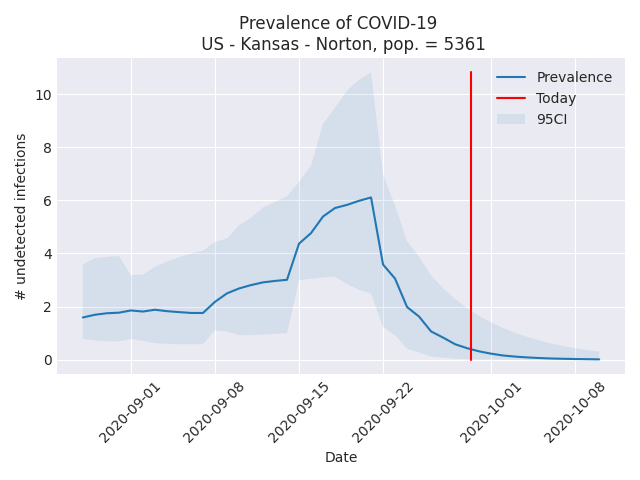 Prevalence of COVID-19
US - Kansas - Norton, pop. = 5361
Prevalence
Today
95CI
# undetected infections
10
8
6
4
2
0
2020-09-01
2020-09-08
2020-09-15
2020-09-22
2020-10-01
2020-10-08
Date